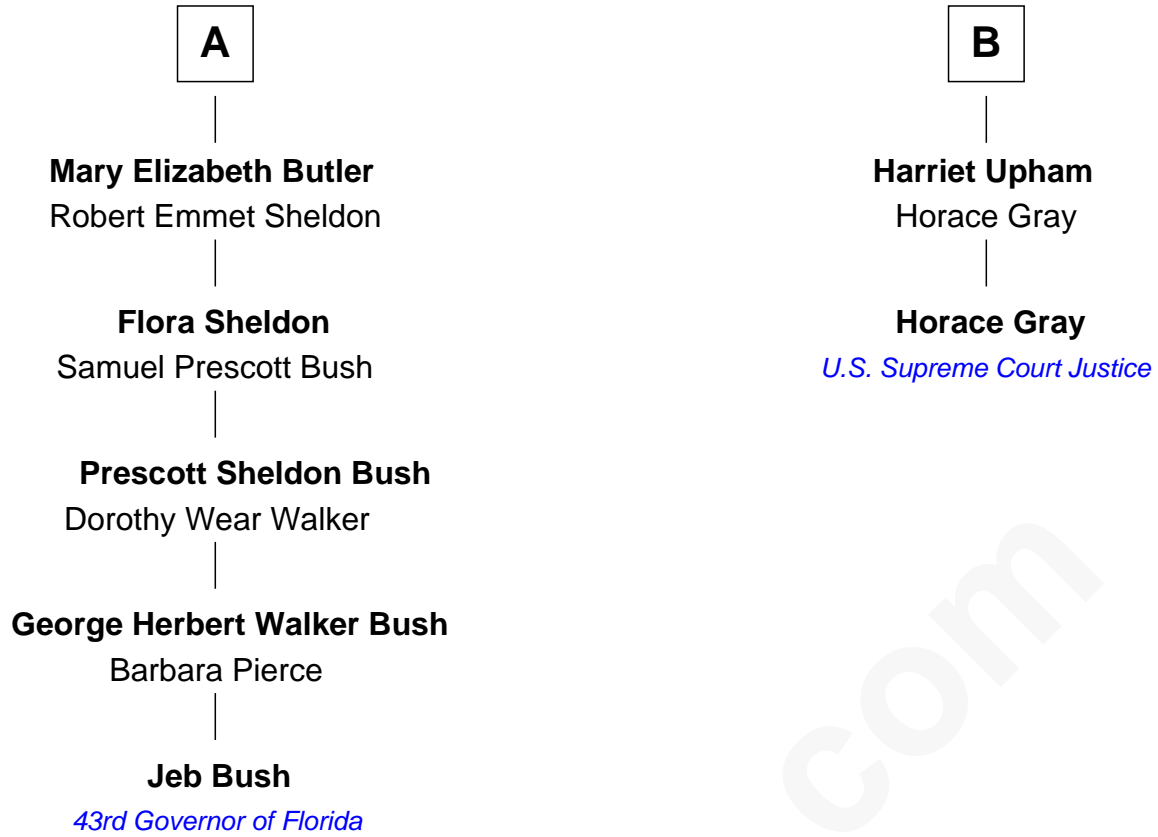 A
Mary Elizabeth Butler
Robert Emmet Sheldon
Flora Sheldon
Samuel Prescott Bush
Prescott Sheldon Bush
Dorothy Wear Walker
George Herbert Walker Bush
Barbara Pierce
Jeb Bush
43rd Governor of Florida
B
Harriet Upham
Horace Gray
Horace Gray
U.S. Supreme Court Justice
com